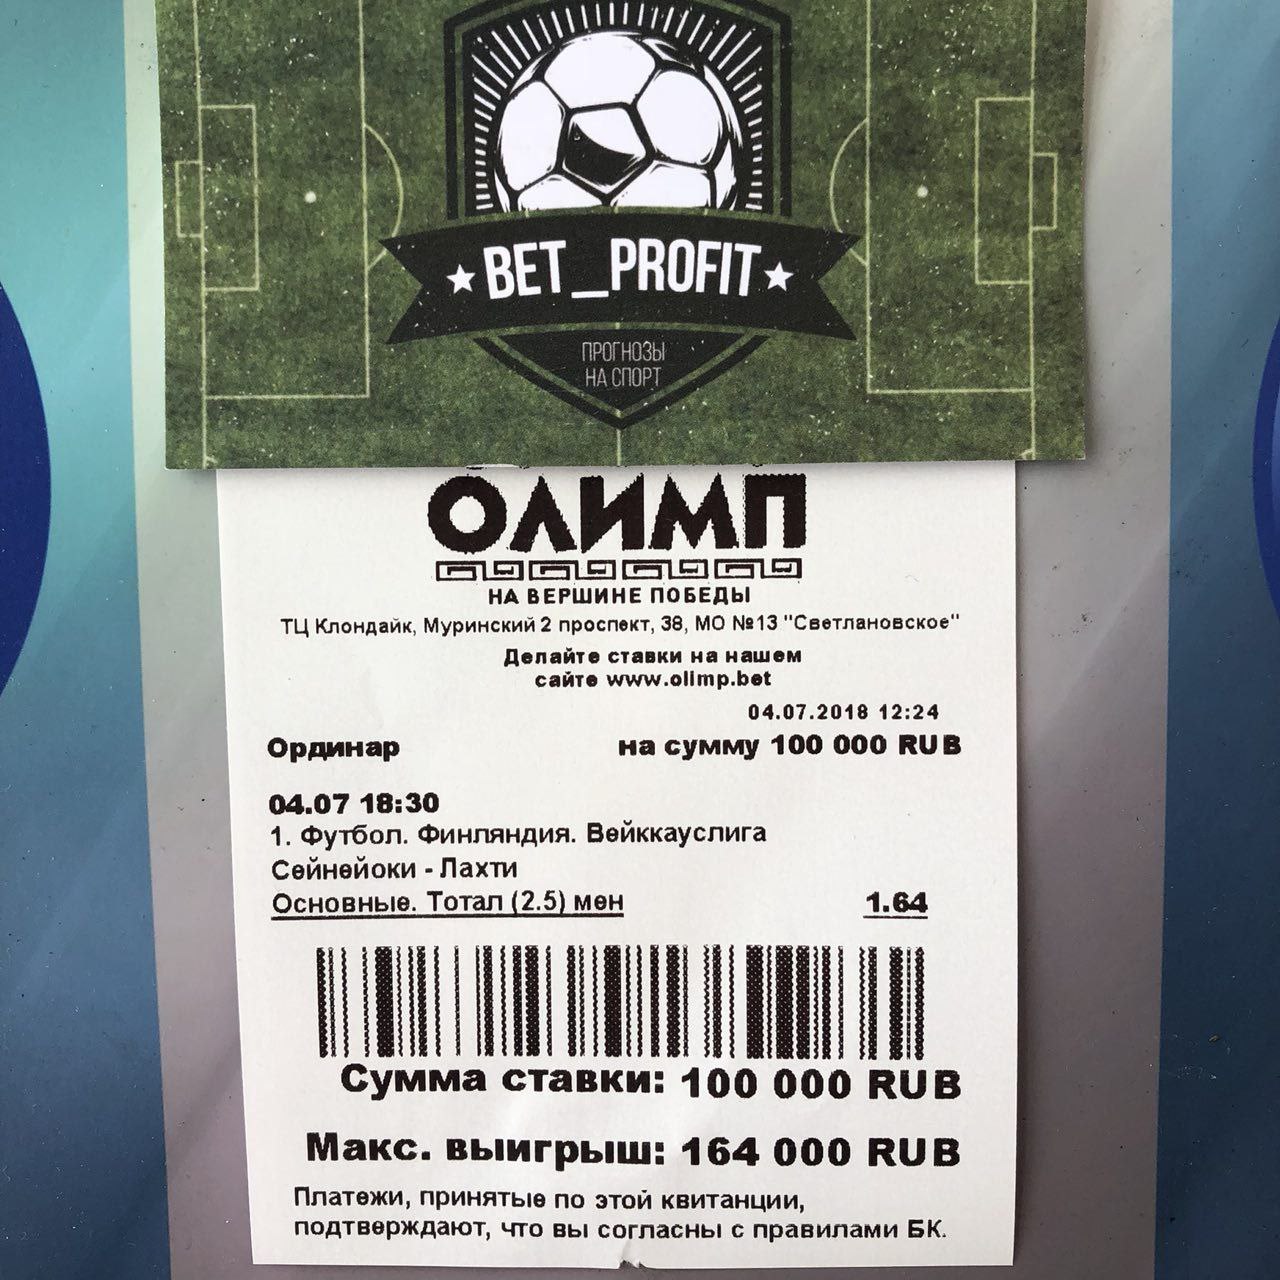 BET_PROFIT
ПРОГНОЗЫ
НА СПОРТ
ОЛИМП
НА ВЕРШИНЕ ПОБЕДЫ
ТЦ Клондайк, Муринский 2 проспект, 38, МО №13 "Светлановское"
Делайте ставки на нашем
сайте www.olimp.bet
04.07.2018 12:24
Ординар на сумму 100 000 RUB
04.07 18:30
1. Футбол. Финляндия. Вейккауслига
Сейнейоки - Лахти
Основные. Тотал (2.5) мен 1.64
Сумма ставки: 100 000 RUB
Макс. выигрыш: 164 000 RUB
Платежи, принятые по этой квитанции,
подтверждают, что вы согласны с правилами БК.